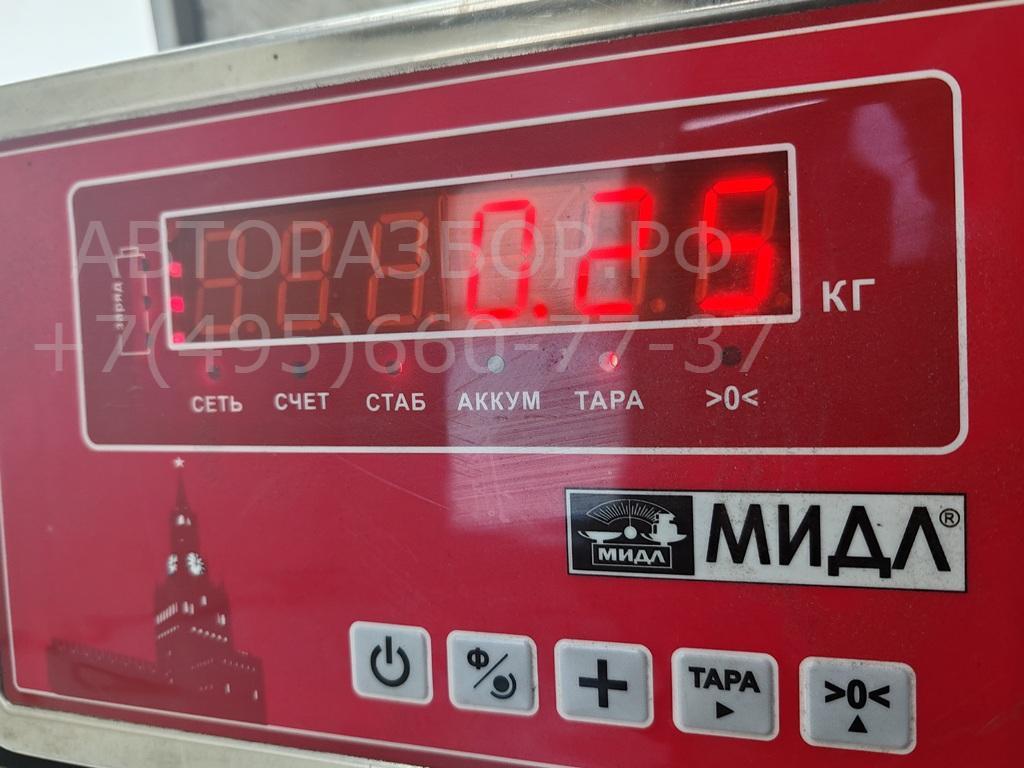 АВТОРАЗБОР.РФ
0.25
КГ
заряд
+7(495)660-77-37
СЕТЬ СЧЕТ СТАБ АККУМ ТАРА >0<
МИДЛ МИДЛ®
Ф ТАРА >0<